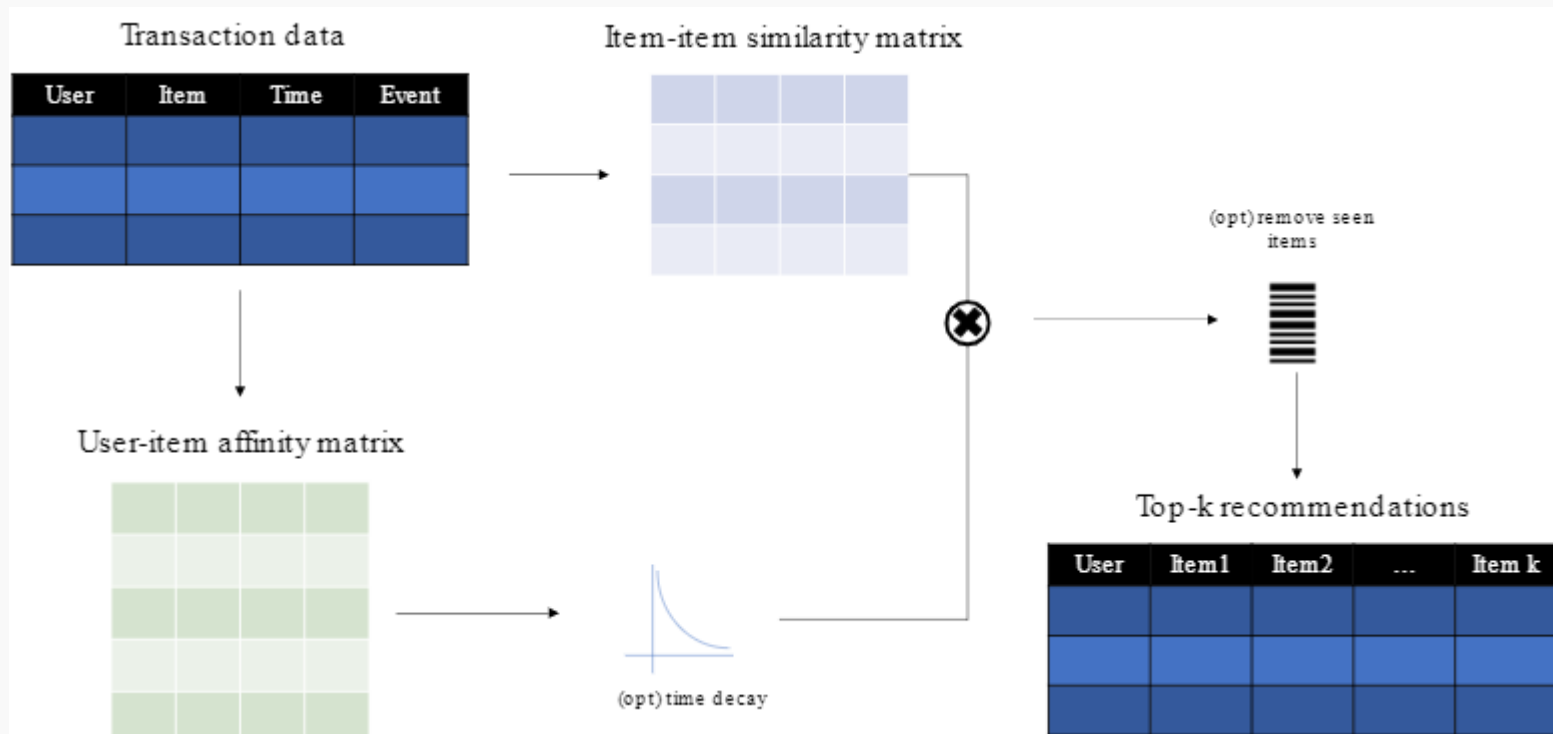 Transaction data
Item-item similarity matrix
User Item Time Event
(opt) remove seen
items
User-item affinity matrix
Top-k recommendations
User Item1 Item2 ... Item k
(opt) time decay